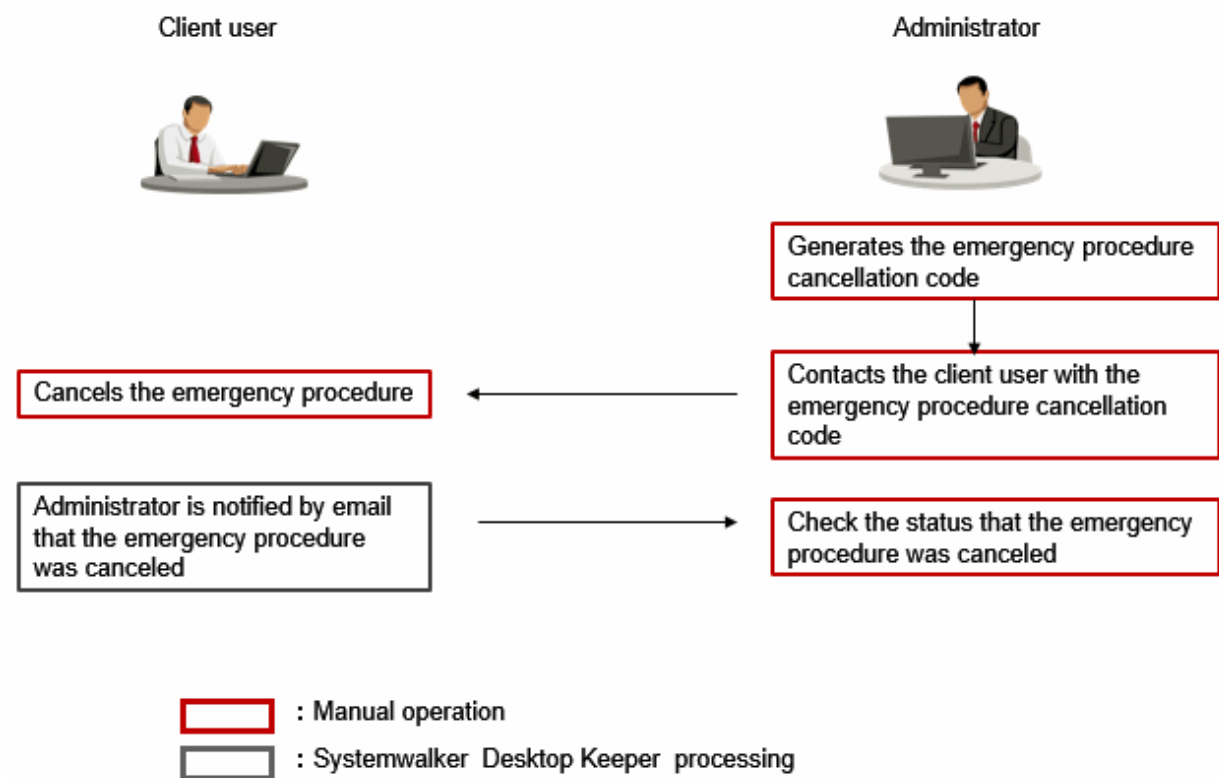 Client user
Administrator
Generates the emergency procedure
cancellation code
Cancels the emergency procedure
Contacts the client user with the
emergency procedure cancellation
code
Administrator is notified by email
that the emergency procedure
was canceled
Check the status that the emergency
procedure was canceled
: Manual operation
: Systemwalker Desktop Keeper processing